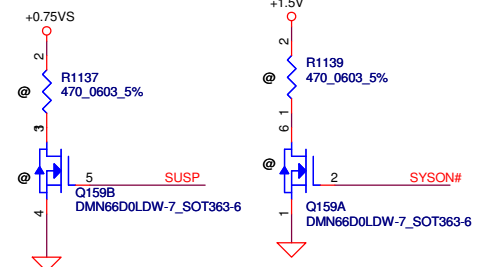 +0.75VS
2
@
R1137
470_0603_5%
3
@
5
SUSP
Q159B
DMN66D0LDW-7_SOT363-6
4
+1.5V
2
@
R1139
470_0603_5%
1
6
@
2
SYSON#
Q159A
DMN66D0LDW-7_SOT363-6
1